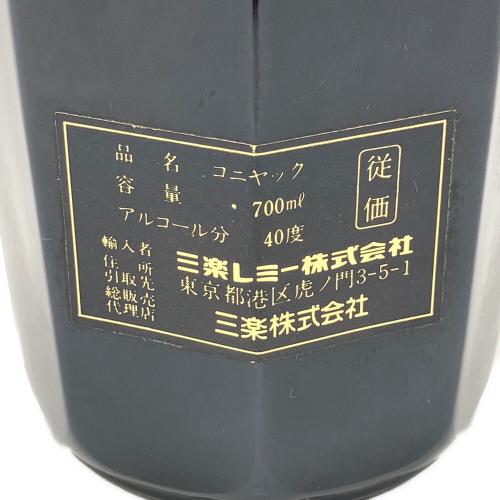 品名 コニヤック
容量 700ml
アルコール分 40度
従価
輸入者 三楽レミー株式会社
住所 東京都港区虎ノ門3-5-1
引取先
総販売代理店 三楽株式会社